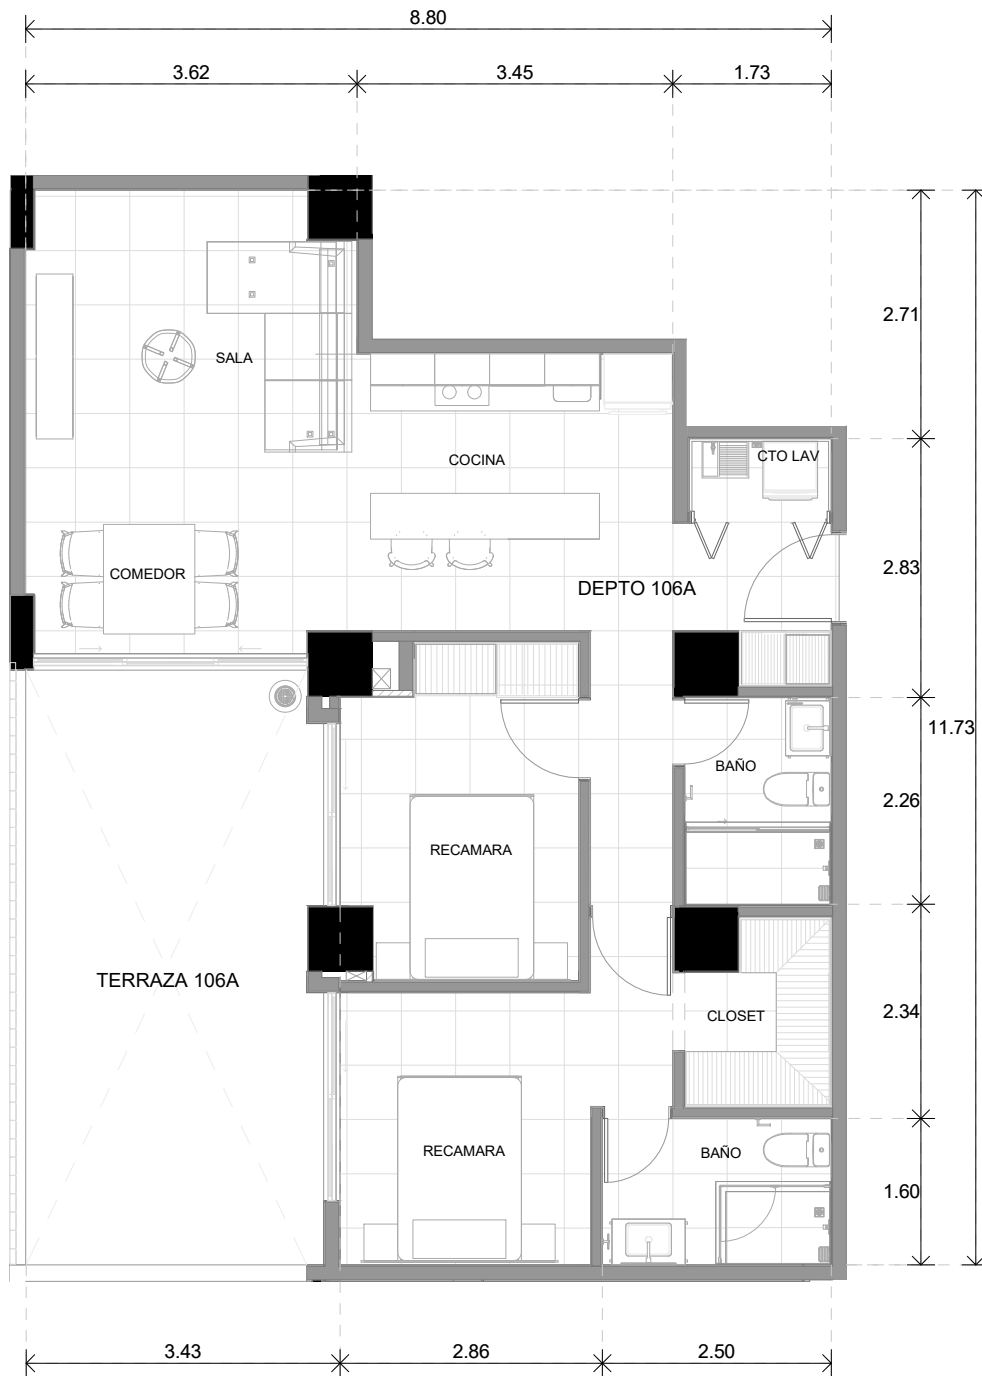 8.80
3.62
3.45
1.73
2.71
SALA
CTO LAV
COCINA
2.83
COMEDOR
DEPTO 106A
11.73
BAÑO
2.26
RECAMARA
TERRAZA 106A
CLOSET
2.34
RECAMARA
BAÑO
1.60
3.43
2.86
2.50